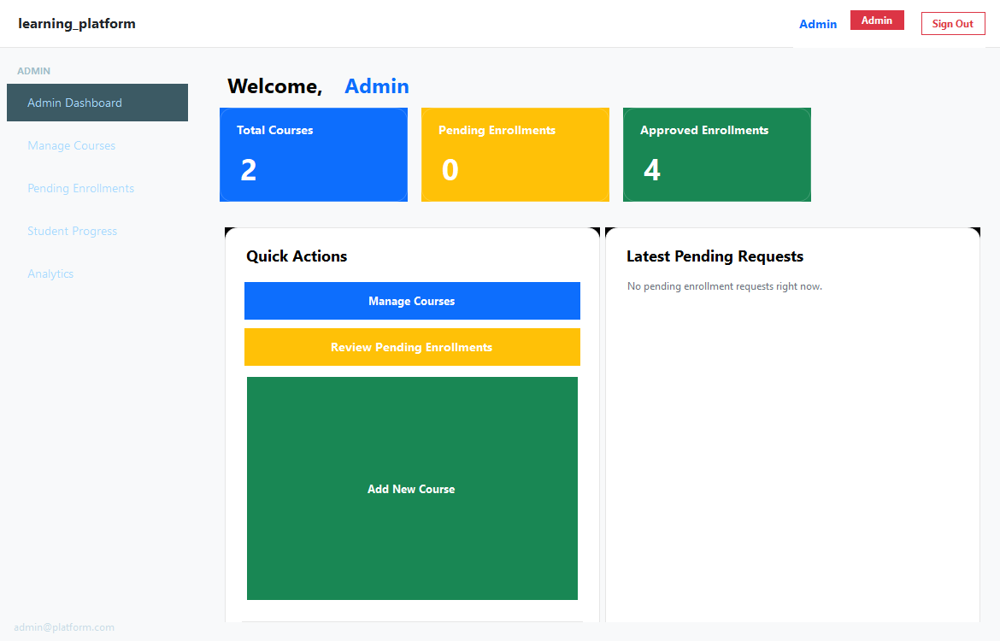 learning_platform
Admin
Admin
Sign Out
ADMIN
Admin Dashboard
Manage Courses
Pending Enrollments
Student Progress
Analytics
admin@platform.com
Welcome, Admin
Total Courses
2
Pending Enrollments
0
Approved Enrollments
4
Quick Actions
Manage Courses
Review Pending Enrollments
Add New Course
Latest Pending Requests
No pending enrollment requests right now.